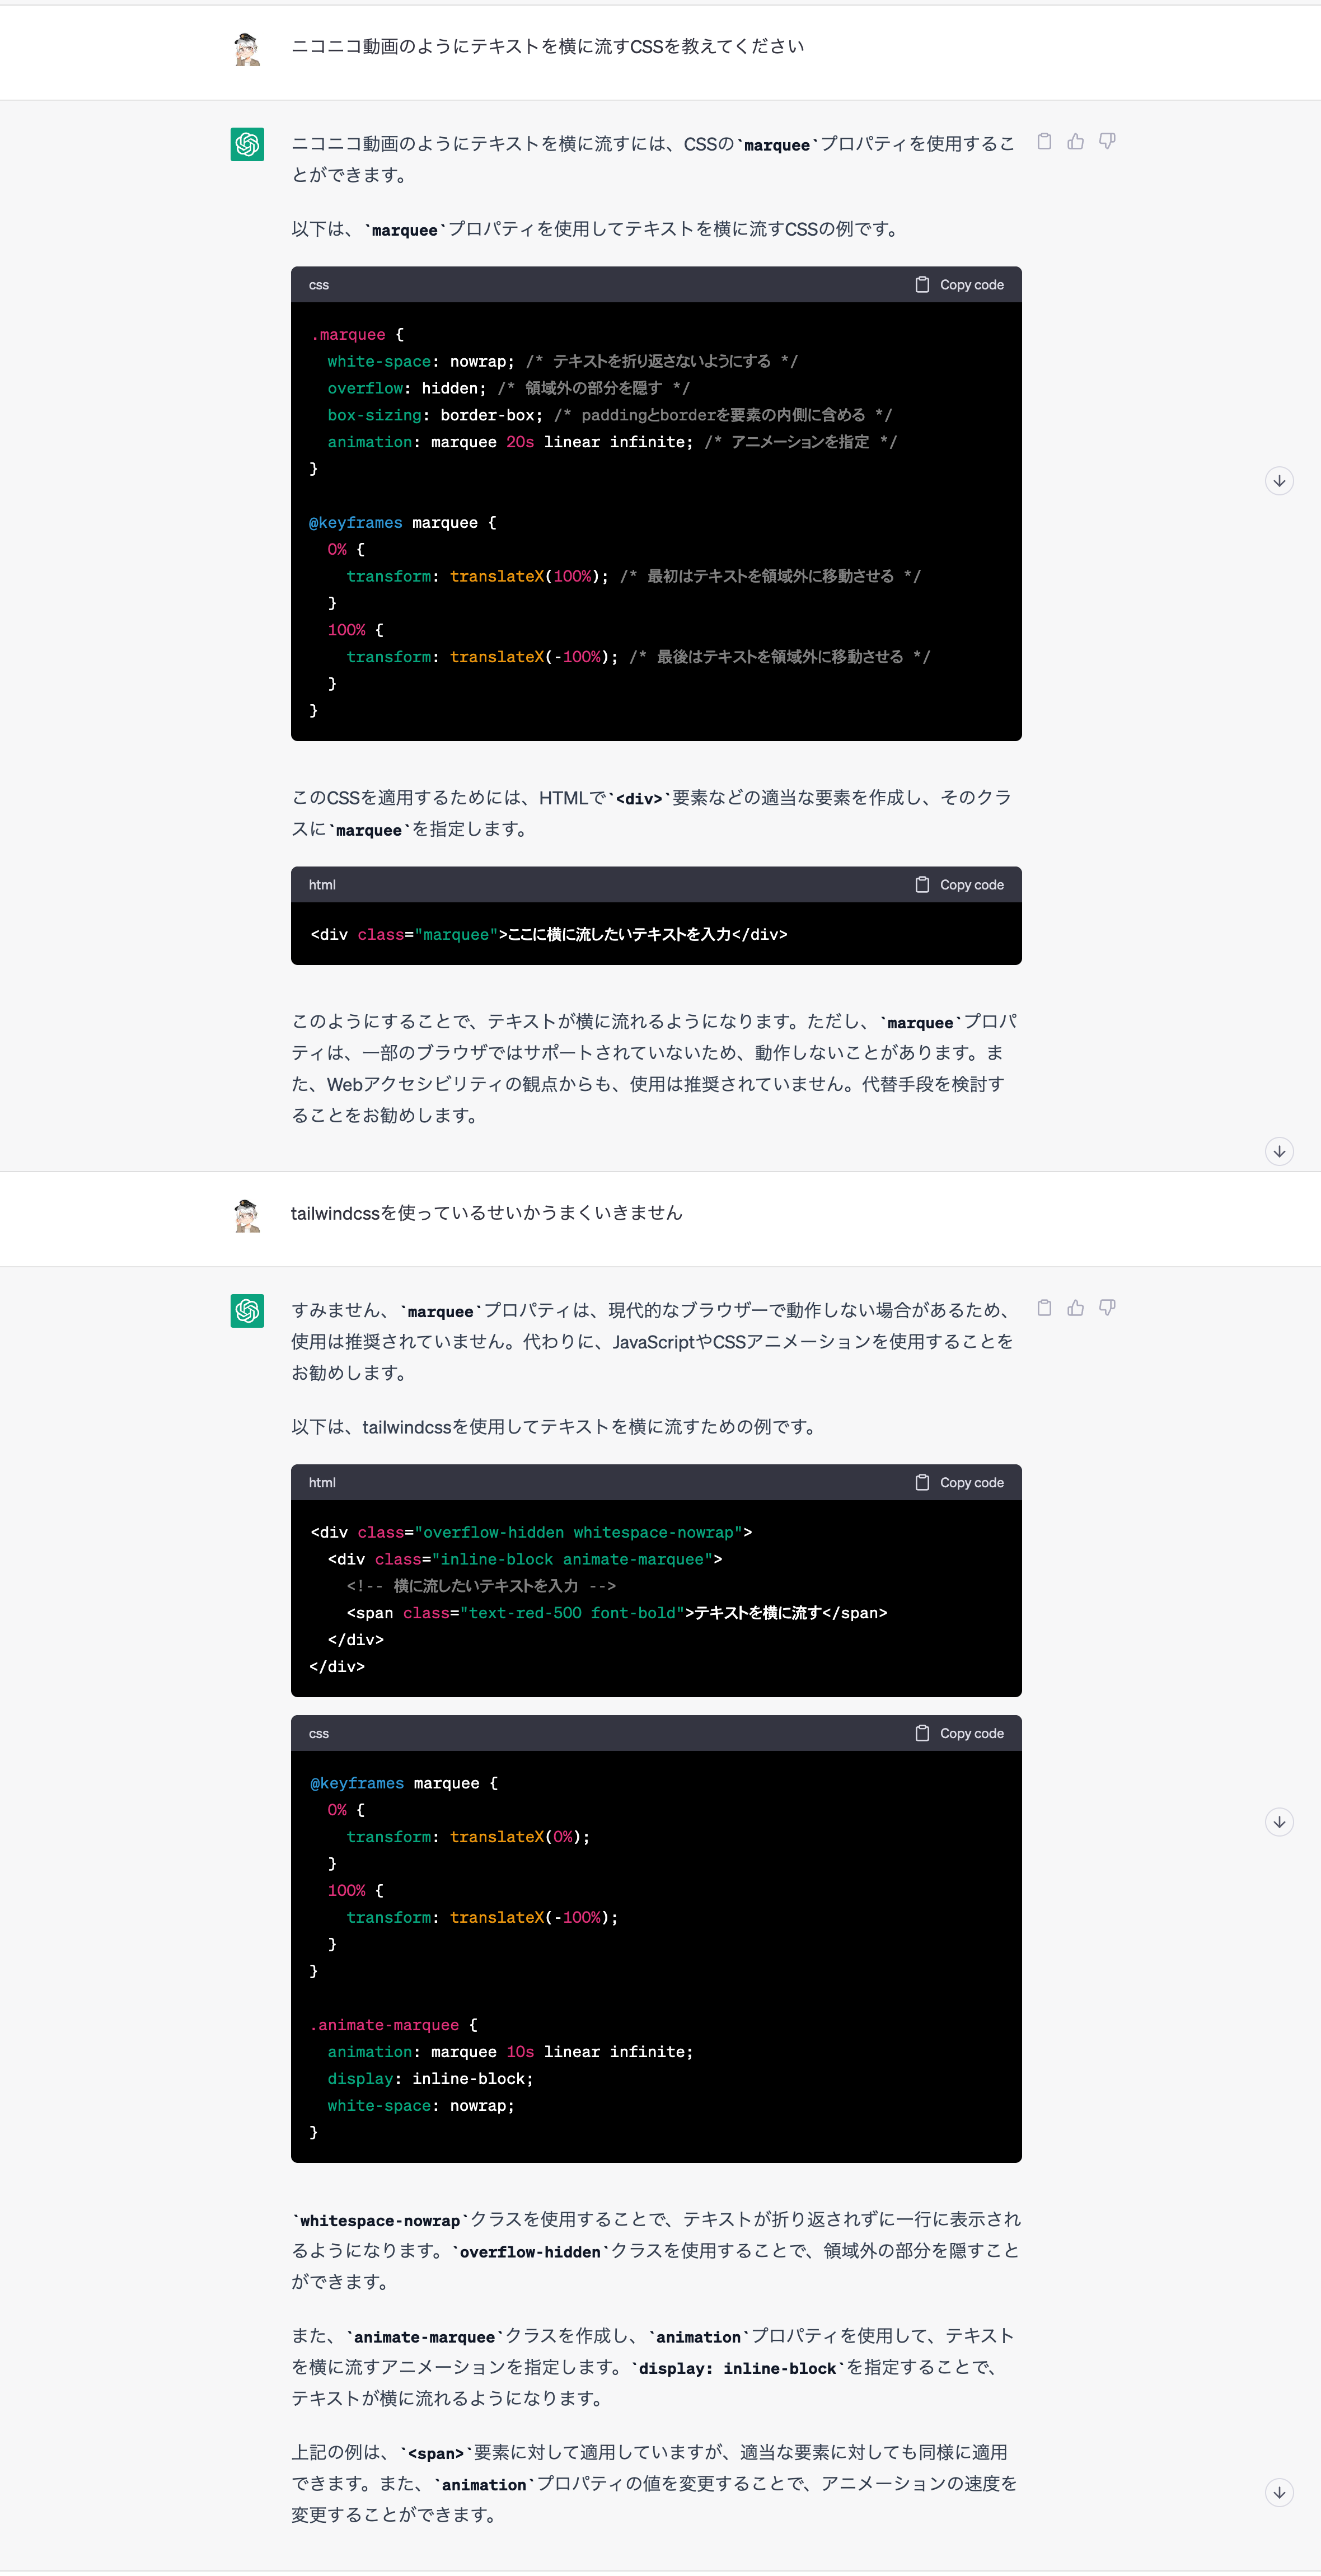 ニコニコ動画のようにテキストを横に流すCSSを教えてください
ニコニコ動画のようにテキストを横に流すには、CSSの`marquee`プロパティを使用するこ
とができます。
以下は、`marquee`プロパティを使用してテキストを横に流すCSSの例です。
css Copy code
.marquee {
  white-space: nowrap; /* テキストを折り返さないようにする */
  overflow: hidden; /* 領域外の部分を隠す */
  box-sizing: border-box; /* paddingとborderを要素の内側に含める */
  animation: marquee 20s linear infinite; /* アニメーションを指定 */
}
@keyframes marquee {
  0% {
    transform: translateX(100%); /* 最初はテキストを領域外に移動させる */
  }
  100% {
    transform: translateX(-100%); /* 最後はテキストを領域外に移動させる */
  }
}
このCSSを適用するためには、HTMLで`<div>`要素などの適当な要素を作成し、そのクラ
スに`marquee`を指定します。
html Copy code
<div class="marquee">ここに横に流したいテキストを入力</div>
このようにすることで、テキストが横に流れるようになります。ただし、`marquee`プロパ
ティは、一部のブラウザではサポートされていないため、動作しないことがあります。ま
た、Webアクセシビリティの観点からも、使用は推奨されていません。代替手段を検討す
ることをお勧めします。
tailwindcssを使っているせいかうまくいきません
すみません、`marquee`プロパティは、現代的なブラウザーで動作しない場合があるため、
使用は推奨されていません。代わりに、JavaScriptやCSSアニメーションを使用することを
お勧めします。
以下は、tailwindcssを使用してテキストを横に流すための例です。
html Copy code
<div class="overflow-hidden whitespace-nowrap">
  <div class="inline-block animate-marquee">
    <!-- 横に流したいテキストを入力 -->
    <span class="text-red-500 font-bold">テキストを横に流す</span>
  </div>
</div>
css Copy code
@keyframes marquee {
  0% {
    transform: translateX(0%);
  }
  100% {
    transform: translateX(-100%);
  }
}
.animate-marquee {
  animation: marquee 10s linear infinite;
  display: inline-block;
  white-space: nowrap;
}
`whitespace-nowrap`クラスを使用することで、テキストが折り返されずに一行に表示され
るようになります。`overflow-hidden`クラスを使用することで、領域外の部分を隠すこと
ができます。
また、`animate-marquee`クラスを作成し、`animation`プロパティを使用して、テキスト
を横に流すアニメーションを指定します。`display: inline-block`を指定することで、
テキストが横に流れるようになります。
上記の例は、`<span>`要素に対して適用していますが、適当な要素に対しても同様に適用
できます。また、`animation`プロパティの値を変更することで、アニメーションの速度を
変更することができます。